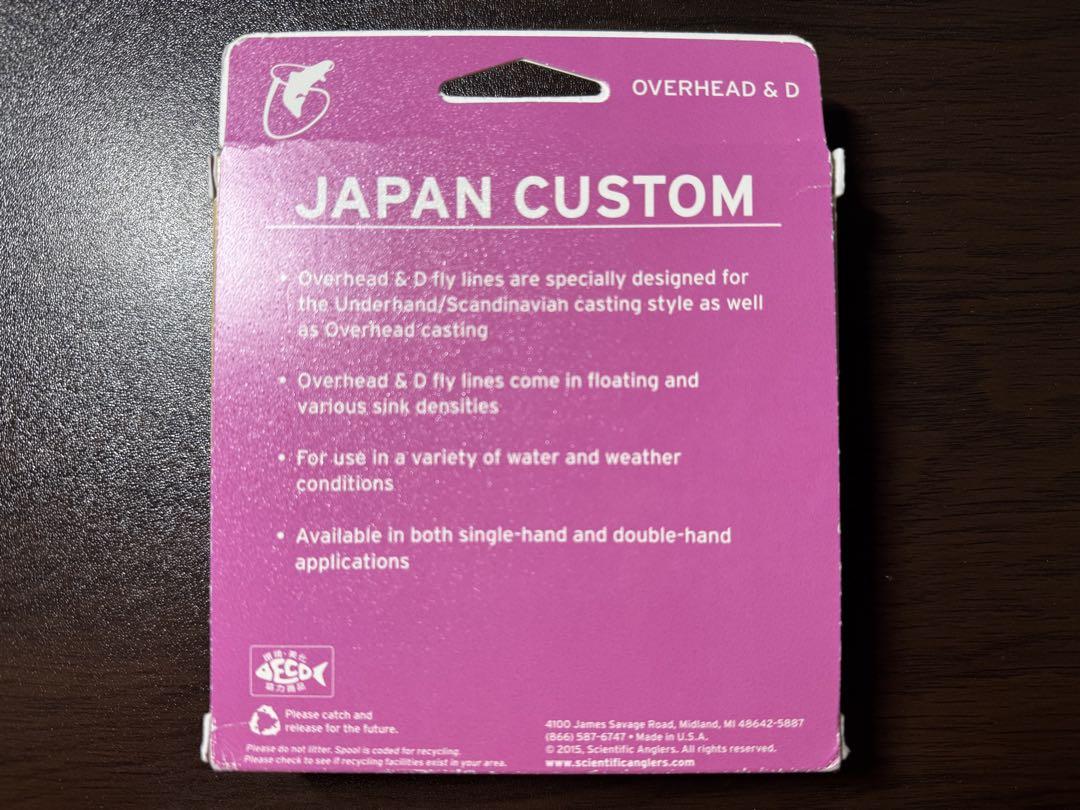 OVERHEAD & D
JAPAN CUSTOM
• Overhead & D fly lines are specially designed for
the Underhand/Scandinavian casting style as well
as Overhead casting
• Overhead & D fly lines come in floating and
various sink densities
• For use in a variety of water and weather
conditions
• Available in both single-hand and double-hand
applications
ECO
協力商品
Please catch and
release for the future.
Please do not litter. Spool is coded for recycling.
Please check to see if recycling facilities exist in your area.
4100 James Savage Road, Midland, MI 48642-5887
(866) 587-6747 • Made in U.S.A.
© 2015, Scientific Anglers. All rights reserved.
www.scientificanglers.com